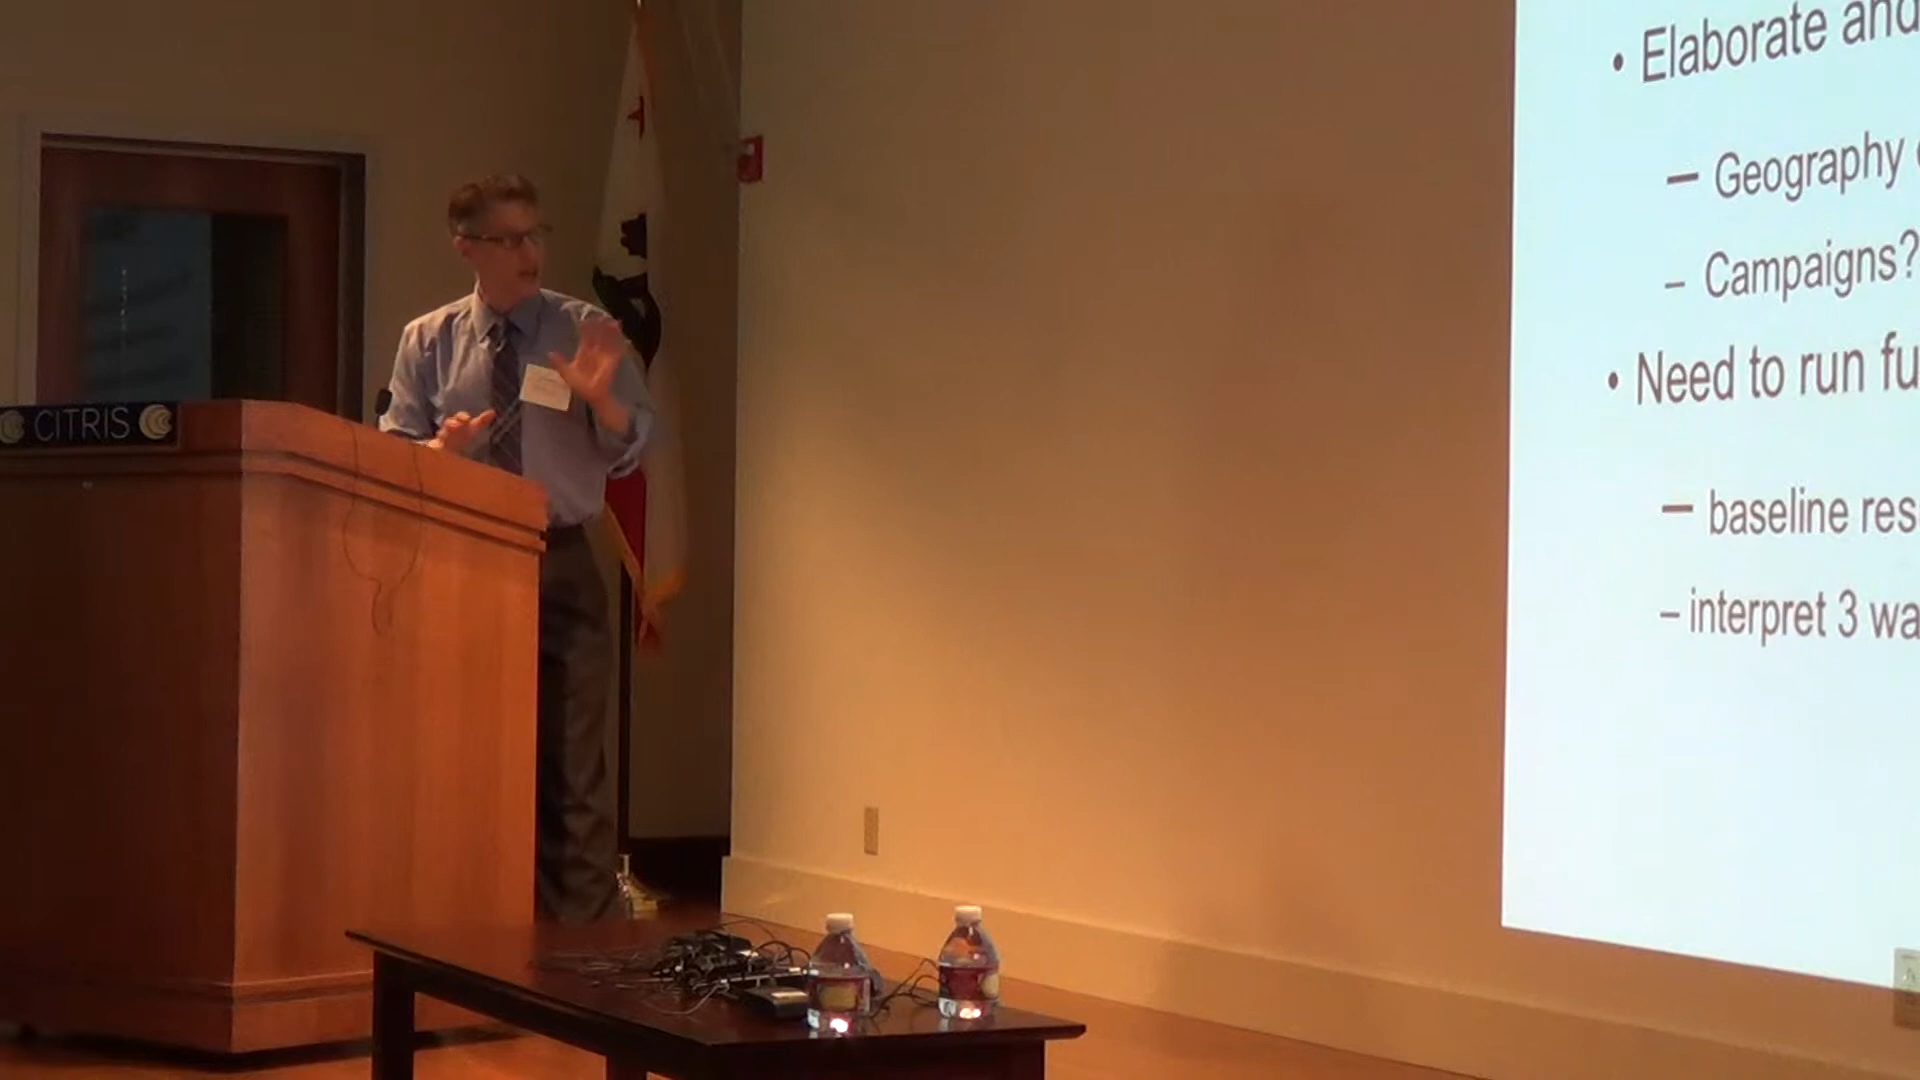 CITRIS
• Elaborate and
– Geography
– Campaigns?
• Need to run fu
– baseline res
– interpret 3 wa